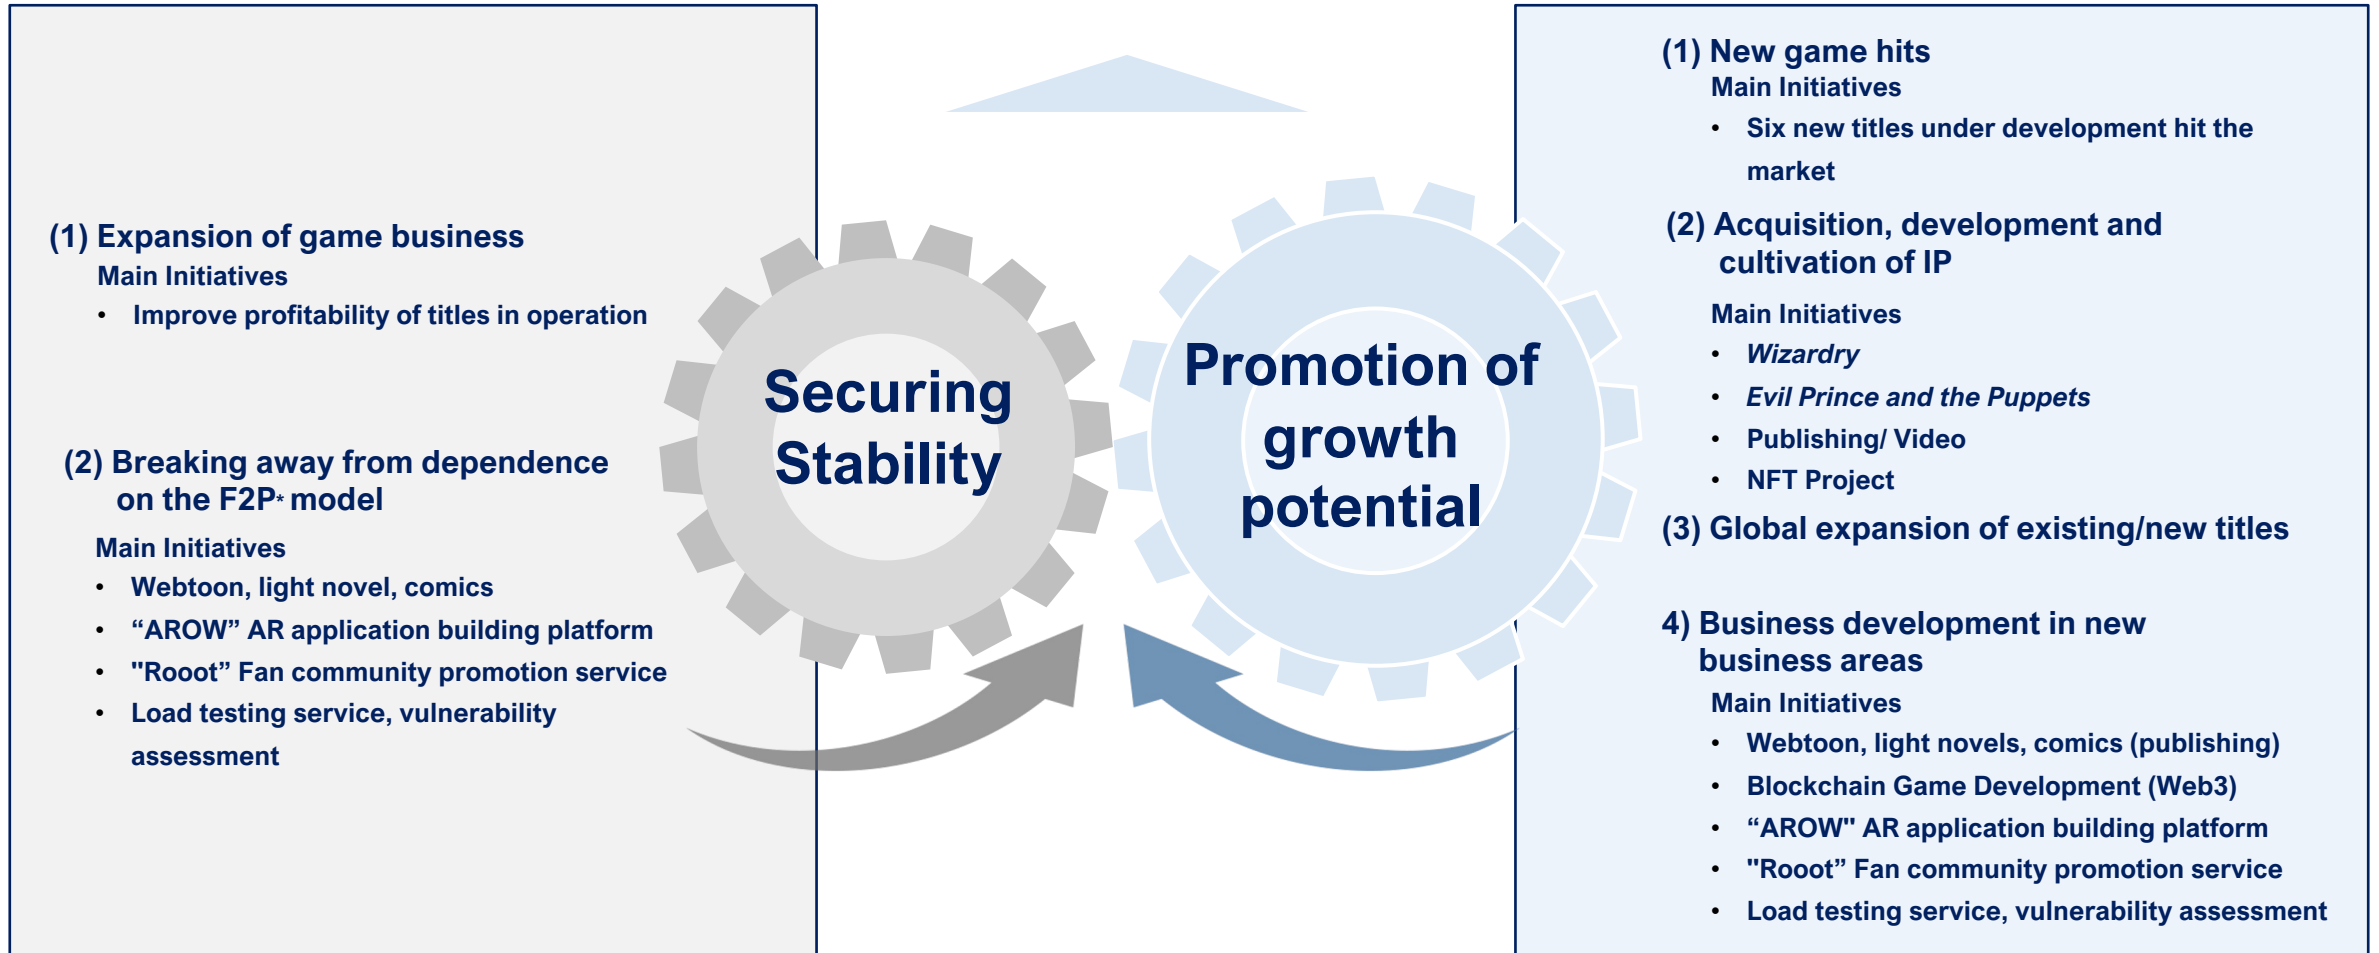 (1) Expansion of game business
Main Initiatives
• Improve profitability of titles in operation
(2) Breaking away from dependence
on the F2P* model
Main Initiatives
• Webtoon, light novel, comics
• “AROW” AR application building platform
• "Rooot” Fan community promotion service
• Load testing service, vulnerability
assessment
Securing
Stability
Promotion of
growth
potential
(1) New game hits
Main Initiatives
• Six new titles under development hit the
market
(2) Acquisition, development and
cultivation of IP
Main Initiatives
• Wizardry
• Evil Prince and the Puppets
• Publishing/ Video
• NFT Project
(3) Global expansion of existing/new titles
4) Business development in new
business areas
Main Initiatives
• Webtoon, light novels, comics (publishing)
• Blockchain Game Development (Web3)
• “AROW" AR application building platform
• "Rooot” Fan community promotion service
• Load testing service, vulnerability assessment